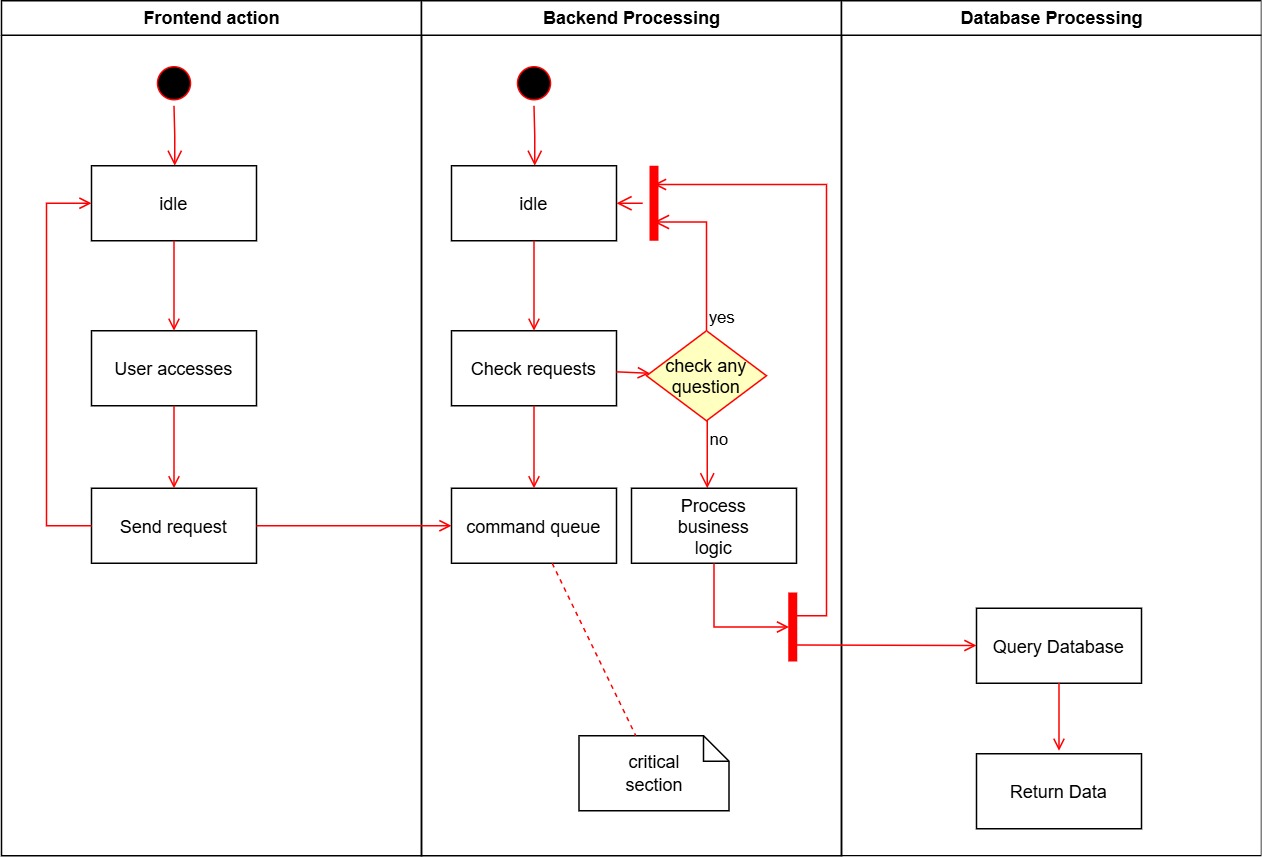 Frontend action
Backend Processing
Database Processing
idle
idle
yes
User accesses
Check requests
check any
question
no
Send request
command queue
Process
business
logic
Query Database
critical
section
Return Data